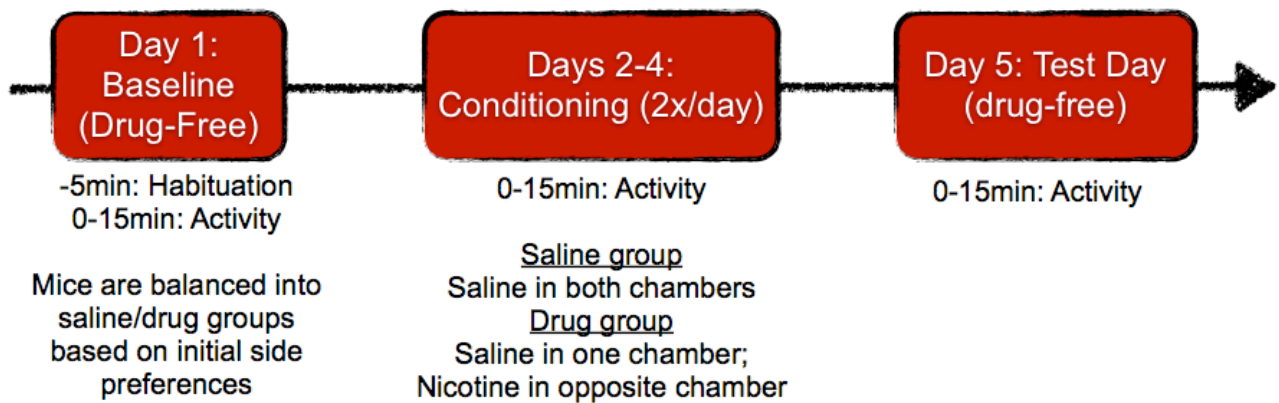 Day 1:
Baseline
(Drug-Free)
-5min: Habituation
0-15min: Activity
Mice are balanced into
saline/drug groups
based on initial side
preferences
Days 2-4:
Conditioning (2x/day)
0-15min: Activity
Saline group
Saline in both chambers
Drug group
Saline in one chamber;
Nicotine in opposite chamber
Day 5: Test Day
(drug-free)
0-15min: Activity